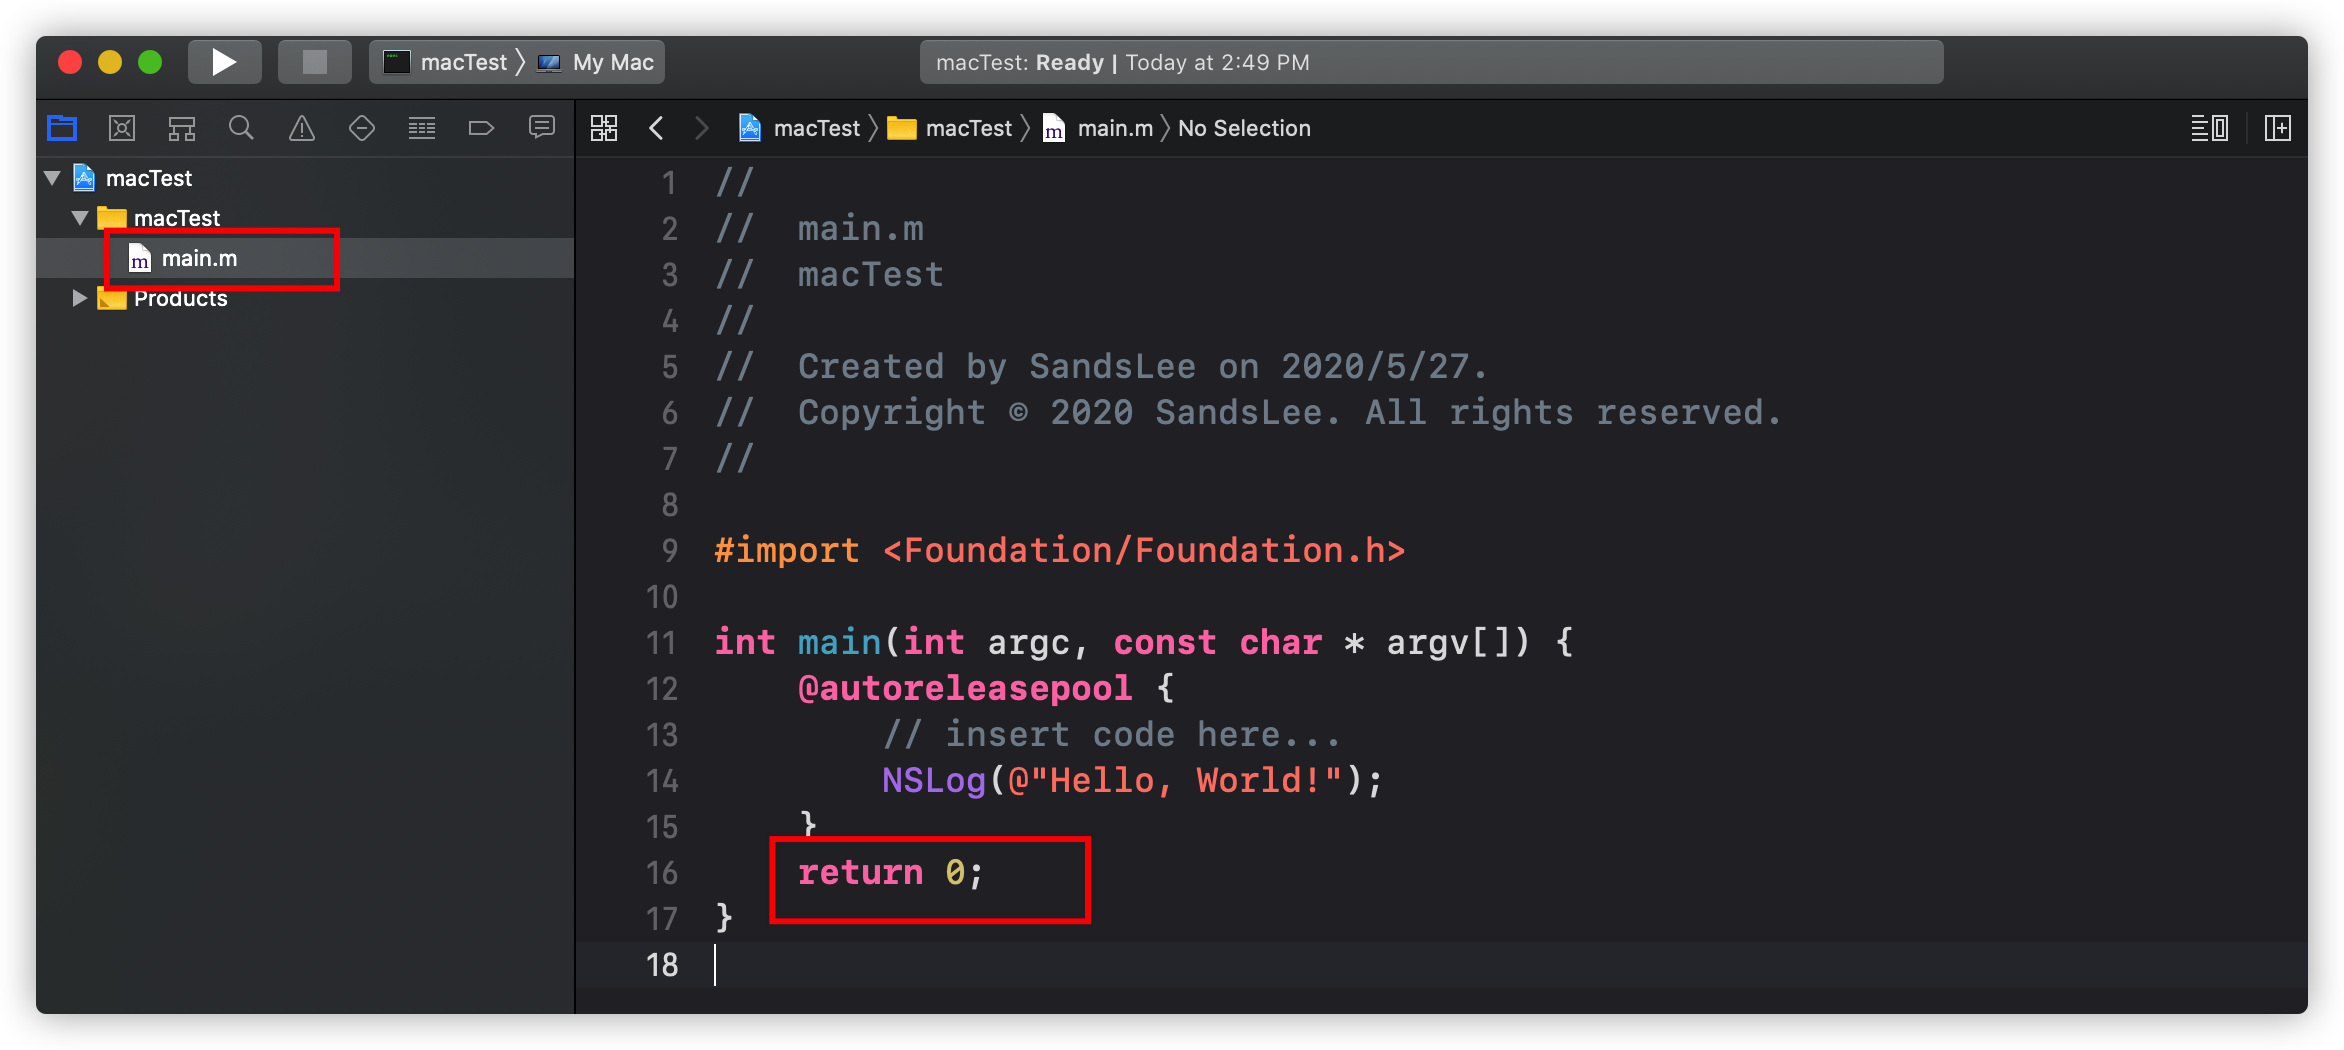 macTest 〉 My Mac
macTest: Ready | Today at 2:49 PM
macTest 〉 macTest 〉 m main.m 〉 No Selection
macTest
macTest
m main.m
Products
1 //
2 //  main.m
3 //  macTest
4 //
5 //  Created by SandsLee on 2020/5/27.
6 //  Copyright © 2020 SandsLee. All rights reserved.
7 //
8
9 #import <Foundation/Foundation.h>
10
11 int main(int argc, const char * argv[]) {
12     @autoreleasepool {
13         // insert code here...
14         NSLog(@"Hello, World!");
15     }
16     return 0;
17 }
18